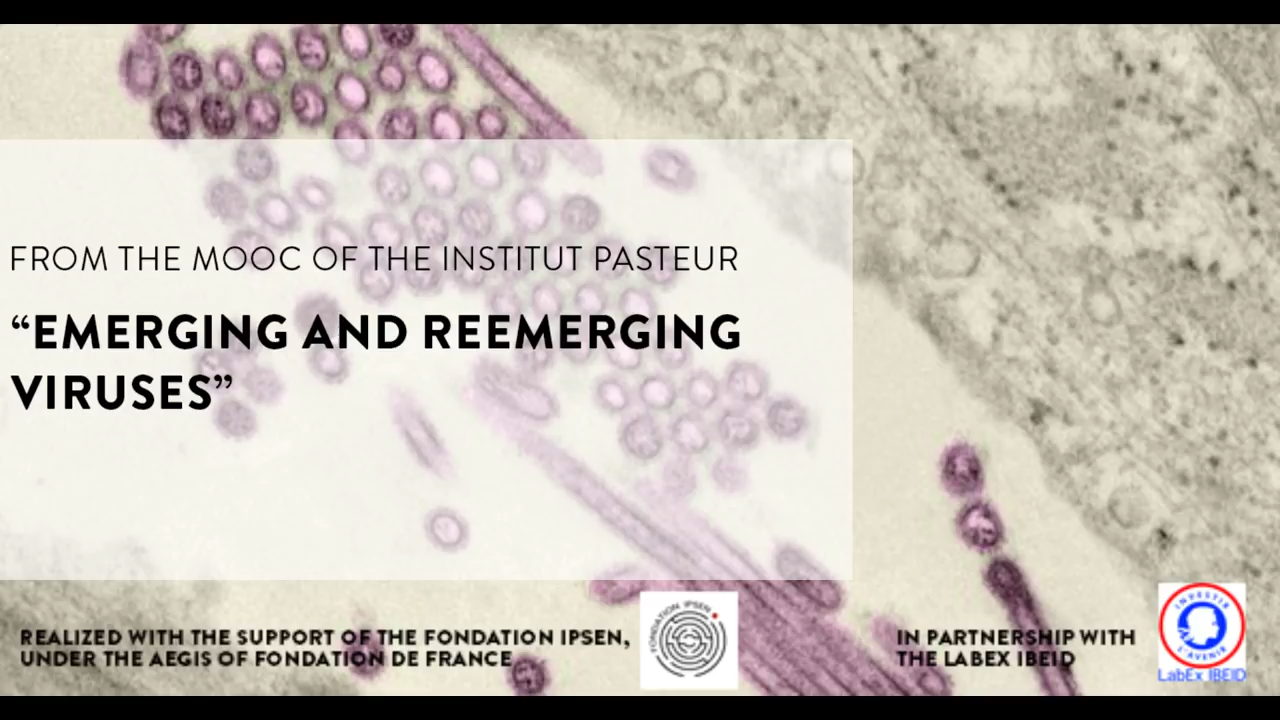 FROM THE MOOC OF THE INSTITUT PASTEUR
“EMERGING AND REEMERGING
VIRUSES”
REALIZED WITH THE SUPPORT OF THE FONDATION IPSEN,
UNDER THE AEGIS OF FONDATION DE FRANCE
FONDATION IPSEN
IN PARTNERSHIP WITH
THE LABEX IBEID
INVESTIR
L'AVENIR
LabEx IBEID